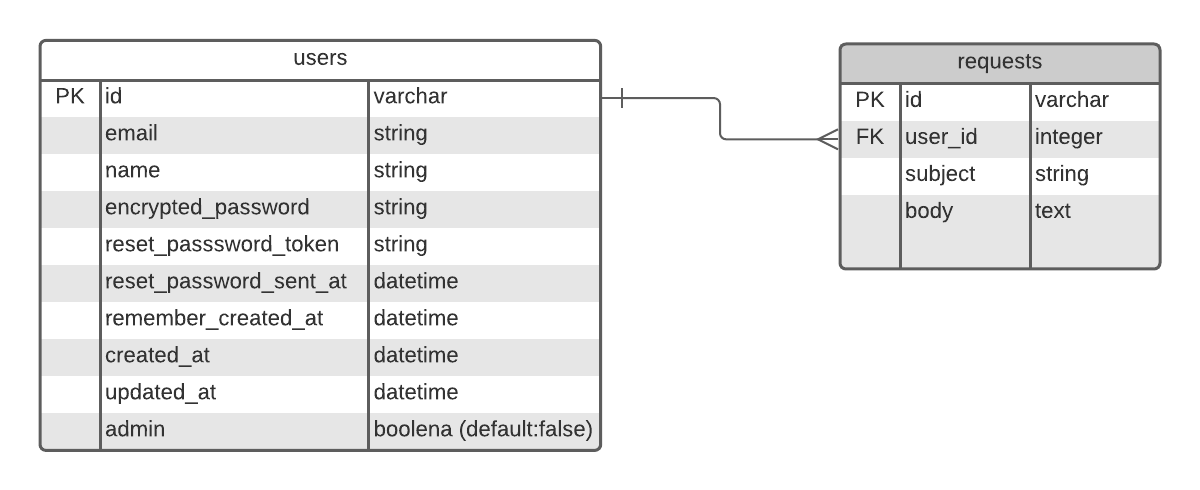 users
PK id varchar
email string
name string
encrypted_password string
reset_passsword_token string
reset_password_sent_at datetime
remember_created_at datetime
created_at datetime
updated_at datetime
admin boolena (default:false)
requests
PK id varchar
FK user_id integer
subject string
body text